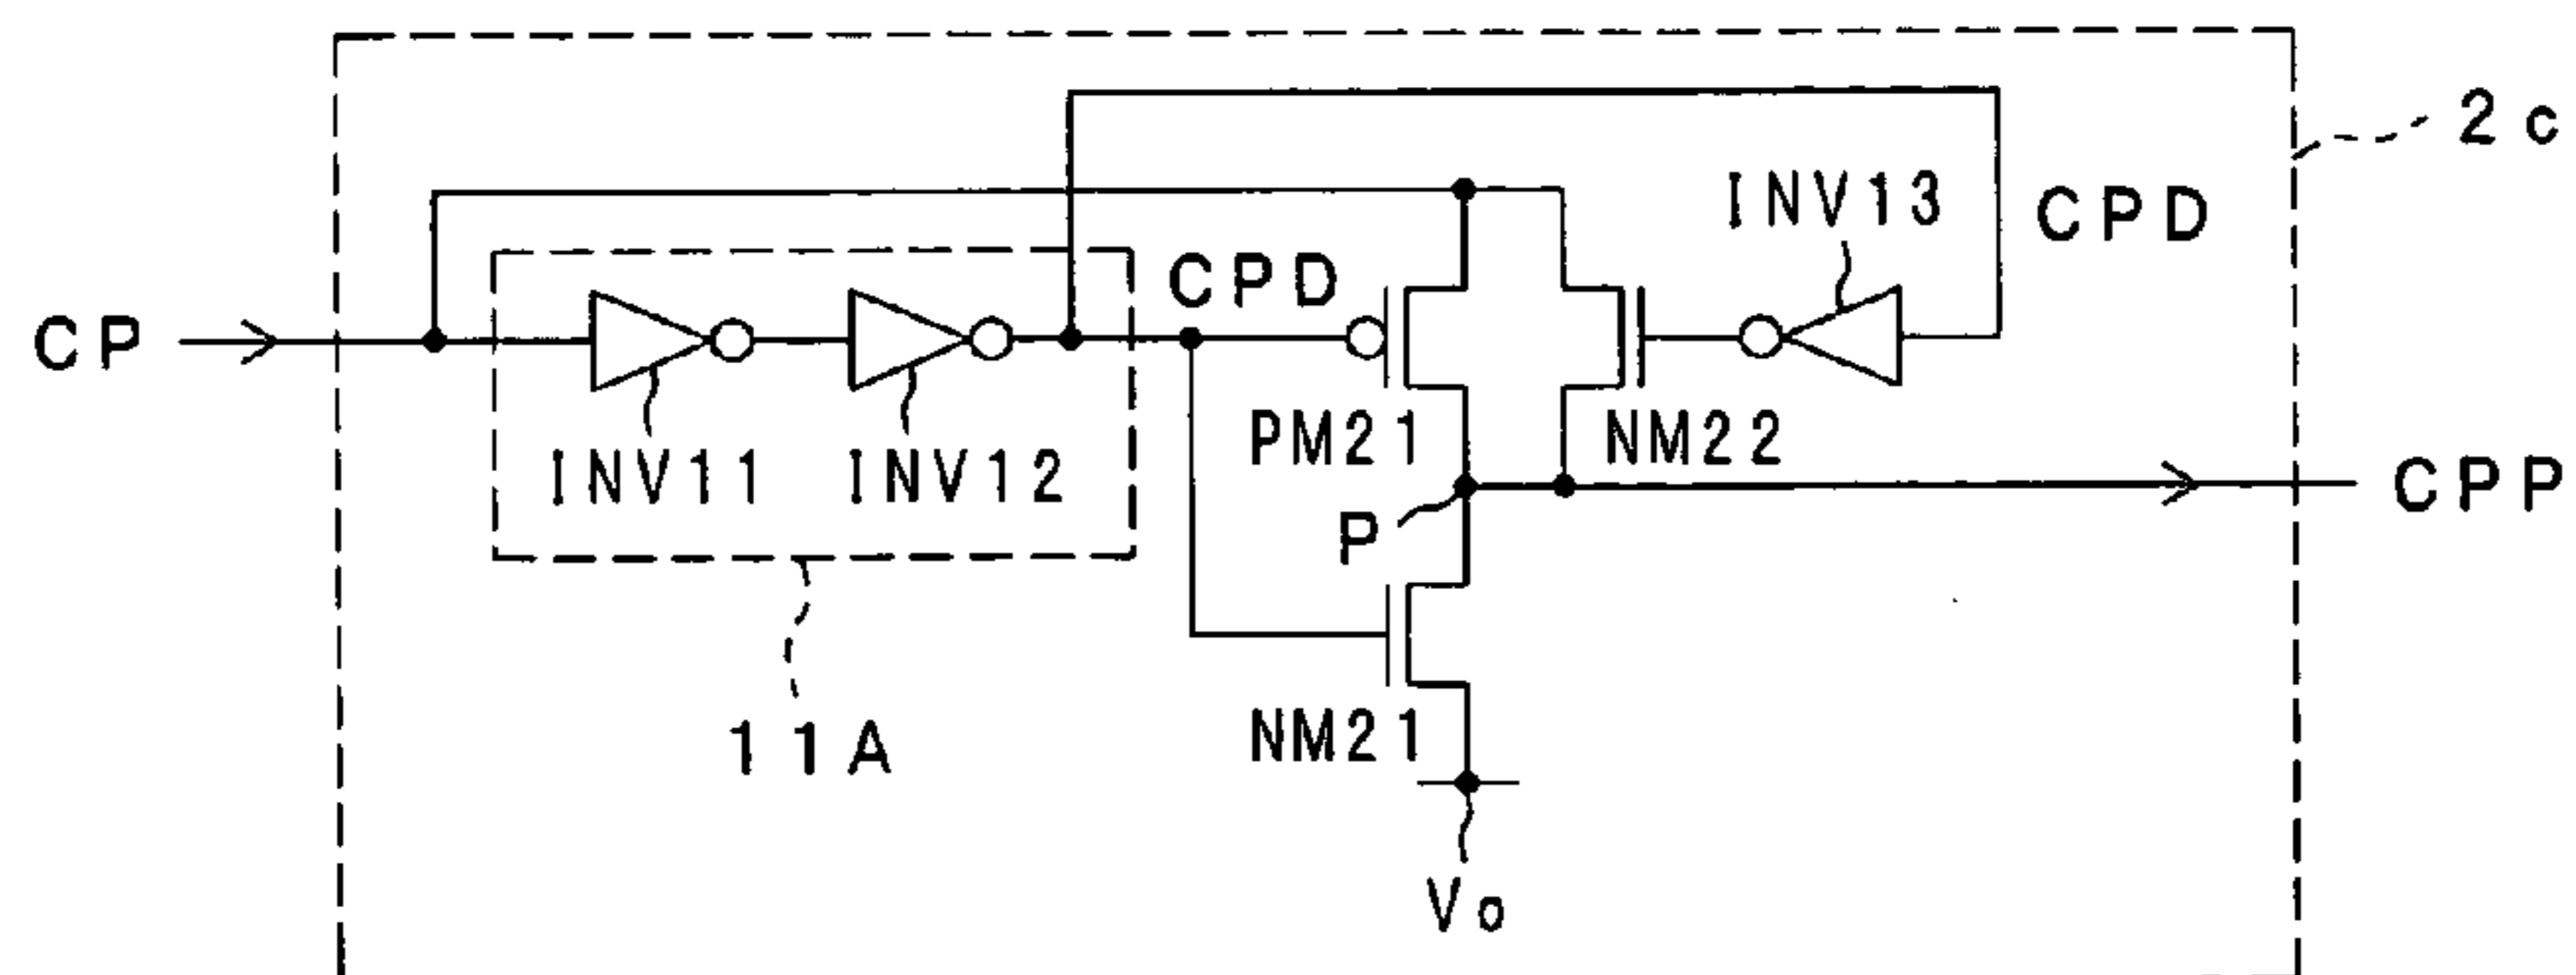 2c
INV13
CPD
CPD
CP
PM21
NM22
INV11
INV12
CPP
P
11A
NM21
Vo